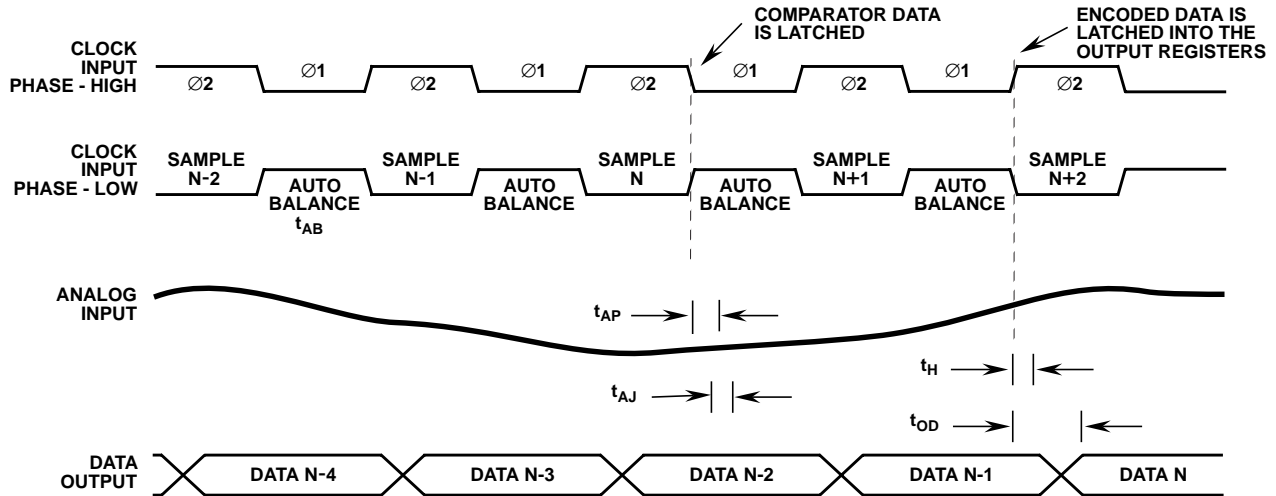 COMPARATOR DATA
IS LATCHED
ENCODED DATA IS
LATCHED INTO THE
OUTPUT REGISTERS
CLOCK
INPUT
PHASE - HIGH
∅2 ∅1 ∅2 ∅1 ∅2 ∅1 ∅2 ∅1 ∅2
CLOCK
INPUT
PHASE - LOW
SAMPLE
N-2
AUTO
BALANCE
tAB
SAMPLE
N-1
AUTO
BALANCE
SAMPLE
N
AUTO
BALANCE
SAMPLE
N+1
AUTO
BALANCE
SAMPLE
N+2
ANALOG
INPUT
tAP
tAJ
tH
tOD
DATA
OUTPUT
DATA N-4 DATA N-3 DATA N-2 DATA N-1 DATA N